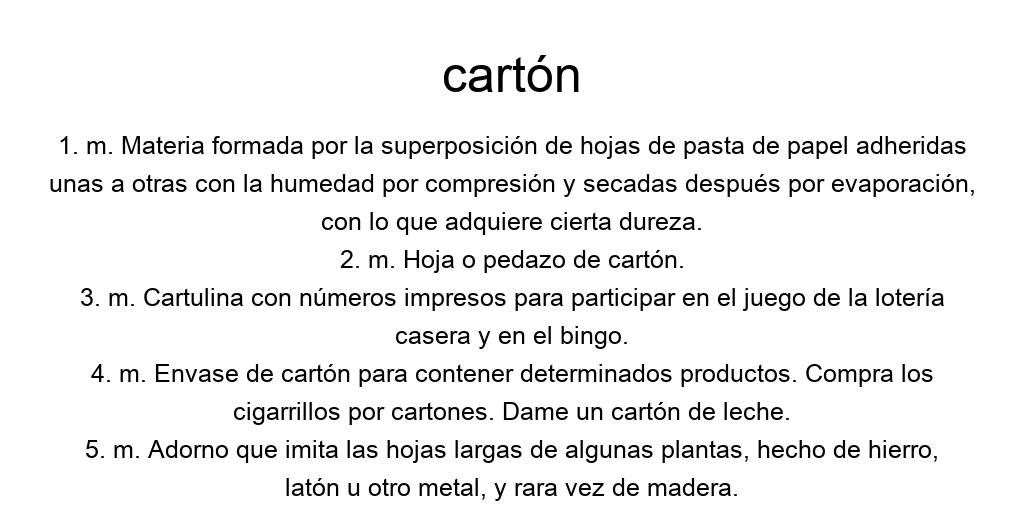 cartón
1. m. Materia formada por la superposición de hojas de pasta de papel adheridas
unas a otras con la humedad por compresión y secadas después por evaporación,
con lo que adquiere cierta dureza.
2. m. Hoja o pedazo de cartón.
3. m. Cartulina con números impresos para participar en el juego de la lotería
casera y en el bingo.
4. m. Envase de cartón para contener determinados productos. Compra los
cigarrillos por cartones. Dame un cartón de leche.
5. m. Adorno que imita las hojas largas de algunas plantas, hecho de hierro,
latón u otro metal, y rara vez de madera.